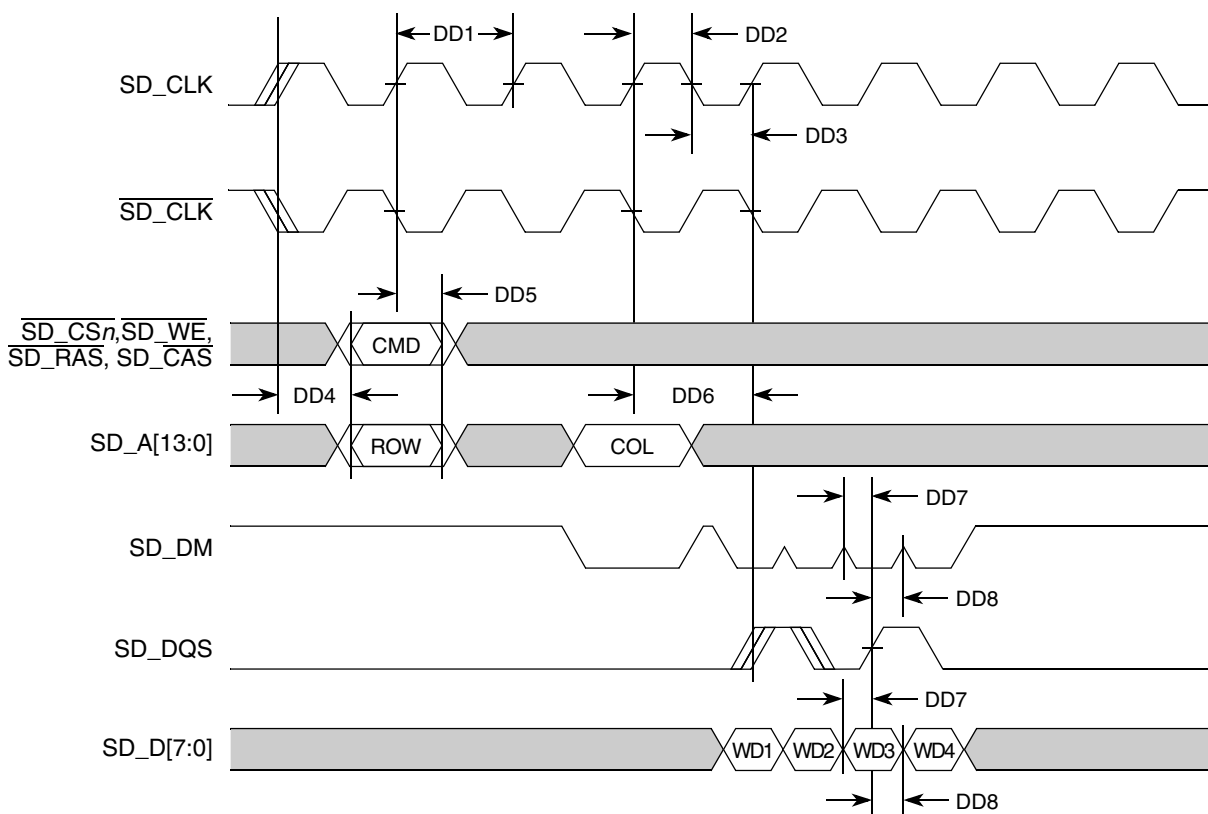 DD1
DD2
SD_CLK
DD3
SD_CLK
DD5
SD_CSn,SD_WE,
SD_RAS, SD_CAS
CMD
DD4
DD6
SD_A[13:0]
ROW
COL
DD7
SD_DM
DD8
SD_DQS
DD7
SD_D[7:0]
WD1
WD2
WD3
WD4
DD8